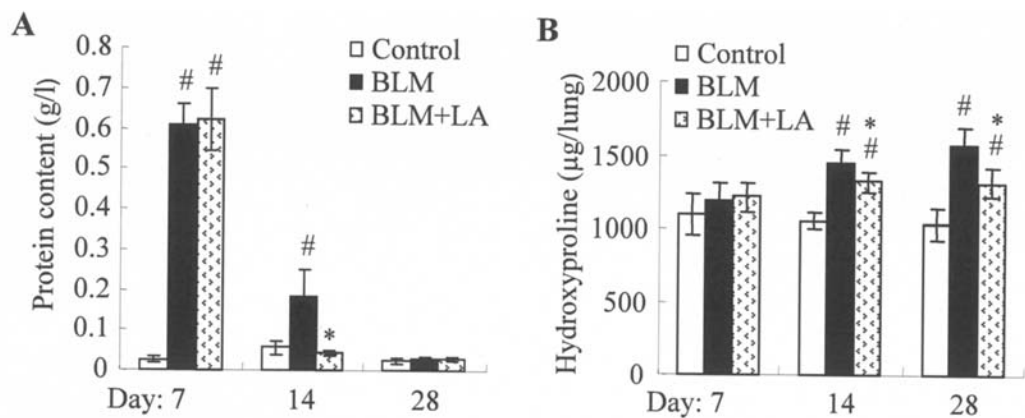 A
Protein content (g/l)
0.8
0.7
0.6
0.5
0.4
0.3
0.2
0.1
0
# #
#
*
Control
BLM
BLM+LA
Day: 7 14 28
B
Hydroxyproline (µg/lung)
2000
1500
1000
500
0
Control
BLM
BLM+LA
# * #
# * #
Day: 7 14 28